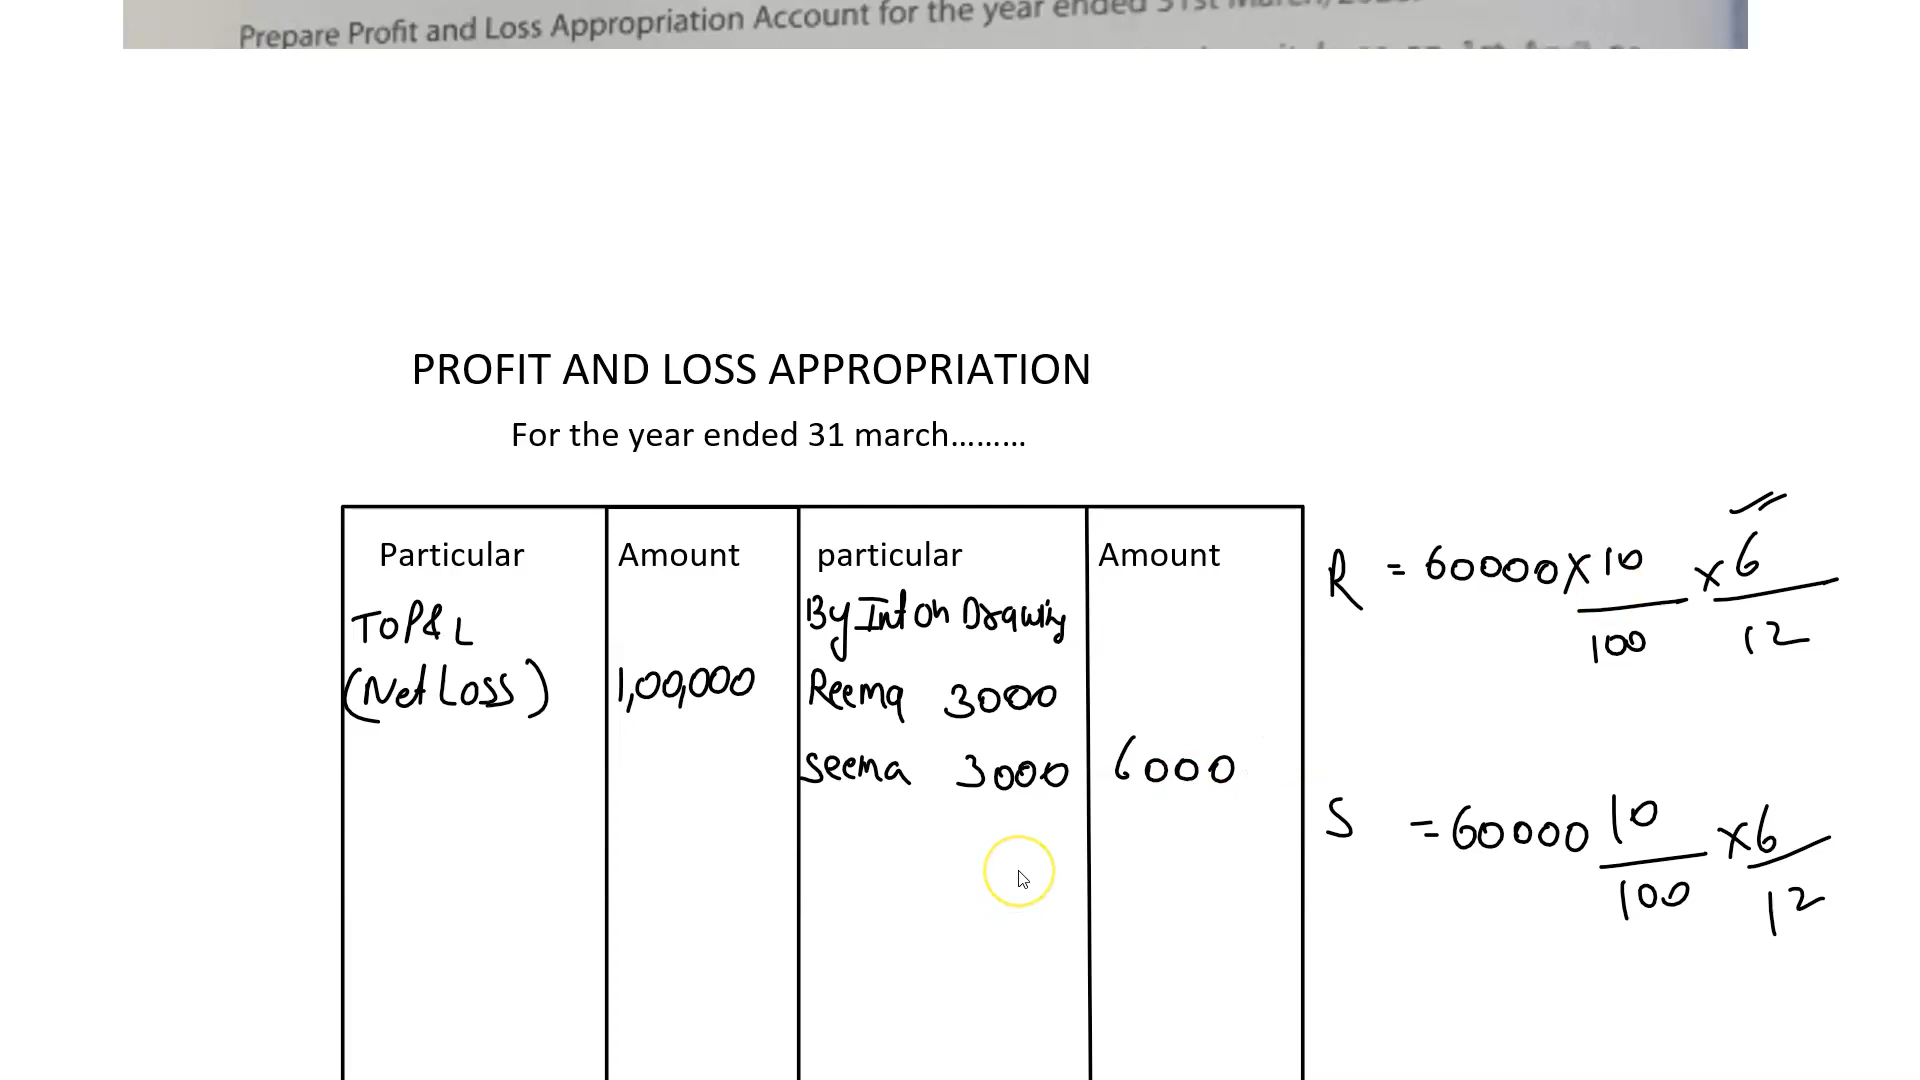 Prepare Profit and Loss Appropriation Account for the year ended 31st March,
PROFIT AND LOSS APPROPRIATION
For the year ended 31 march.........
Particular Amount particular Amount
To P& L By Int on Drawing
(Net Loss) 1,00,000 Reema 3000
Seema 3000 6000
R = 60000 X 10/100 x 6/12
S = 60000 10/100 x 6/12